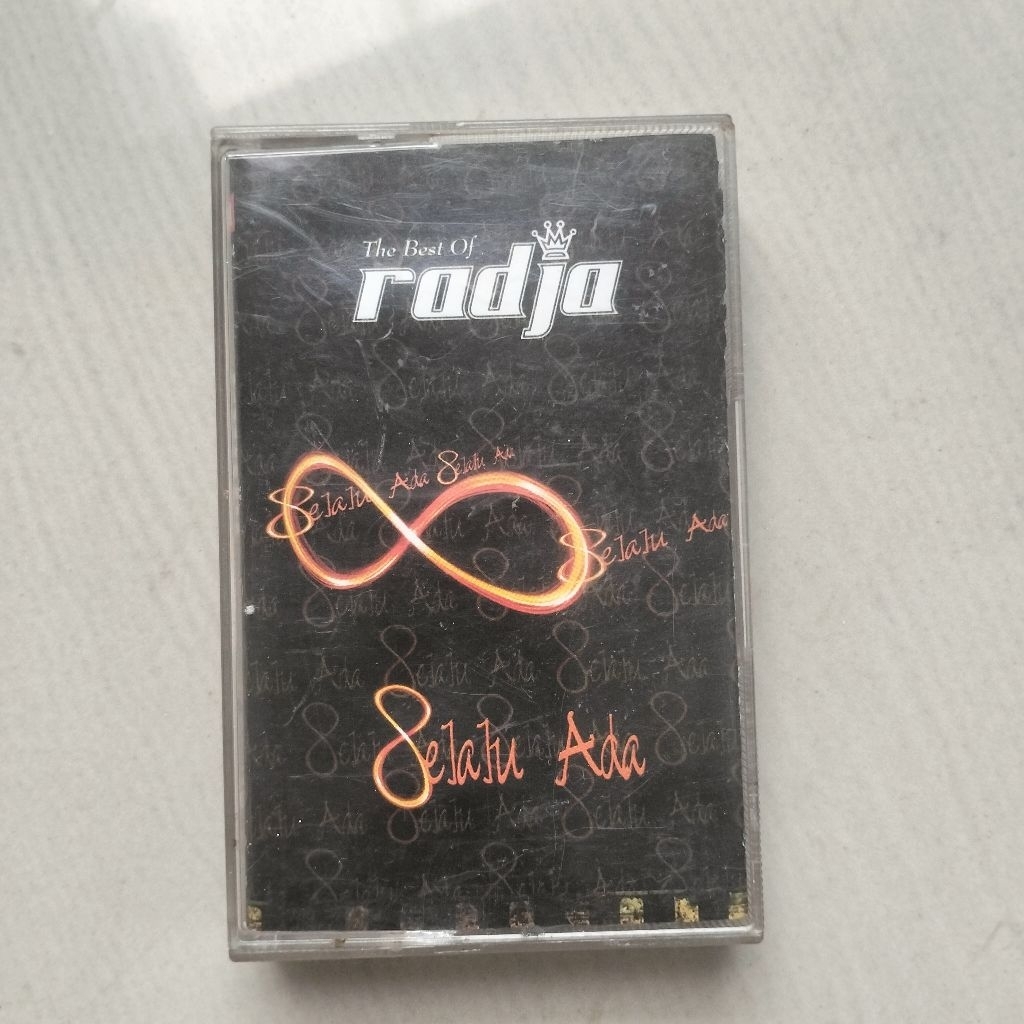 The Best Of
radja
Selalu Ada Selalu Ada
Selalu Ada
Selalu Ada